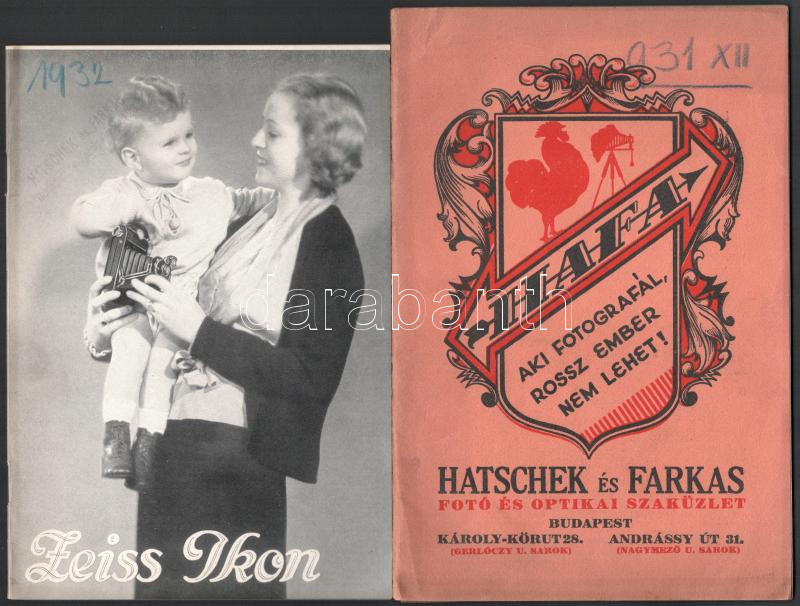 1932
Zeiss Ikon
931 XII
HAFA
AKI FOTOGRAFÁL,
ROSSZ EMBER
NEM LEHET!
HATSCHEK ÉS FARKAS
FOTÓ ÉS OPTIKAI SZAKÜZLET
BUDAPEST
KÁROLY-KÖRUT 28. ANDRÁSSY ÚT 31.
(GERLÓCZY U. SAROK) (NAGYMEZŐ U. SAROK)
darabanth